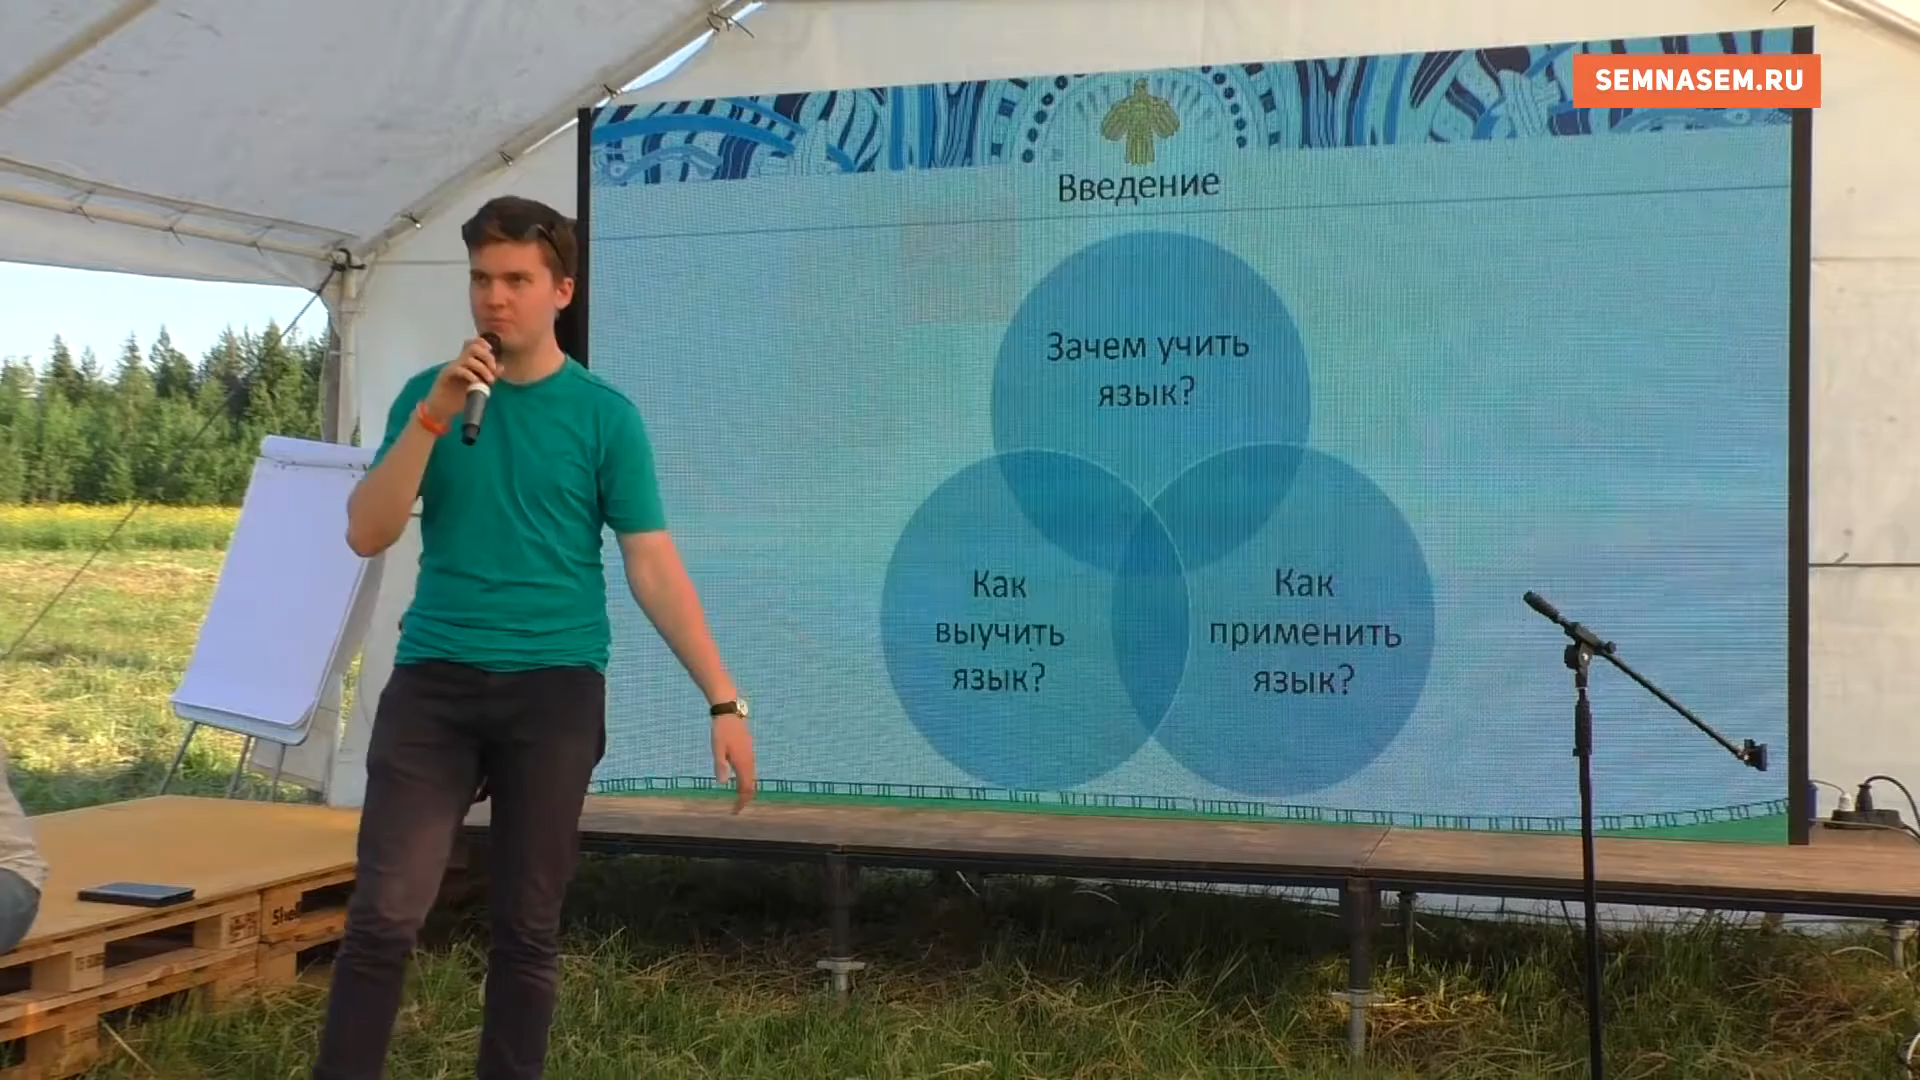 SEMNASEM.RU
Введение
Зачем учить
язык?
Как
выучить
язык?
Как
применить
язык?